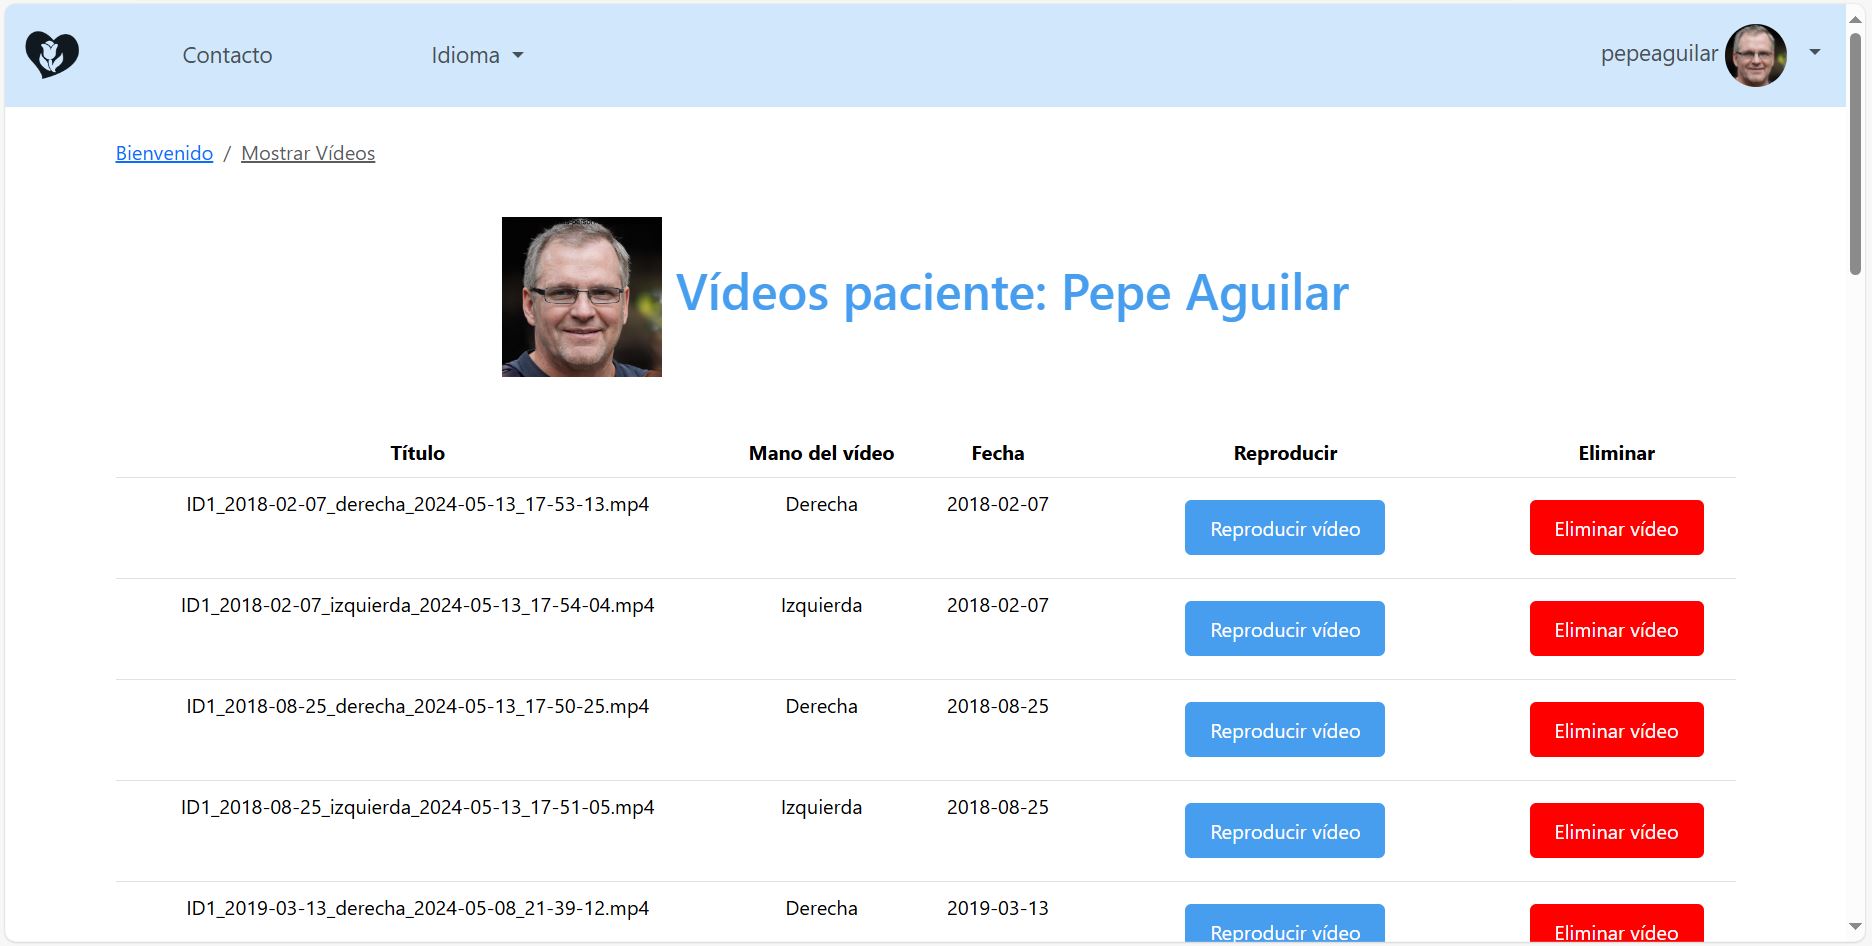 Contacto Idioma pepeaguilar
Bienvenido / Mostrar Vídeos
Vídeos paciente: Pepe Aguilar
Título Mano del vídeo Fecha Reproducir Eliminar
ID1_2018-02-07_derecha_2024-05-13_17-53-13.mp4 Derecha 2018-02-07 Reproducir vídeo Eliminar vídeo
ID1_2018-02-07_izquierda_2024-05-13_17-54-04.mp4 Izquierda 2018-02-07 Reproducir vídeo Eliminar vídeo
ID1_2018-08-25_derecha_2024-05-13_17-50-25.mp4 Derecha 2018-08-25 Reproducir vídeo Eliminar vídeo
ID1_2018-08-25_izquierda_2024-05-13_17-51-05.mp4 Izquierda 2018-08-25 Reproducir vídeo Eliminar vídeo
ID1_2019-03-13_derecha_2024-05-08_21-39-12.mp4 Derecha 2019-03-13 Reproducir vídeo Eliminar vídeo